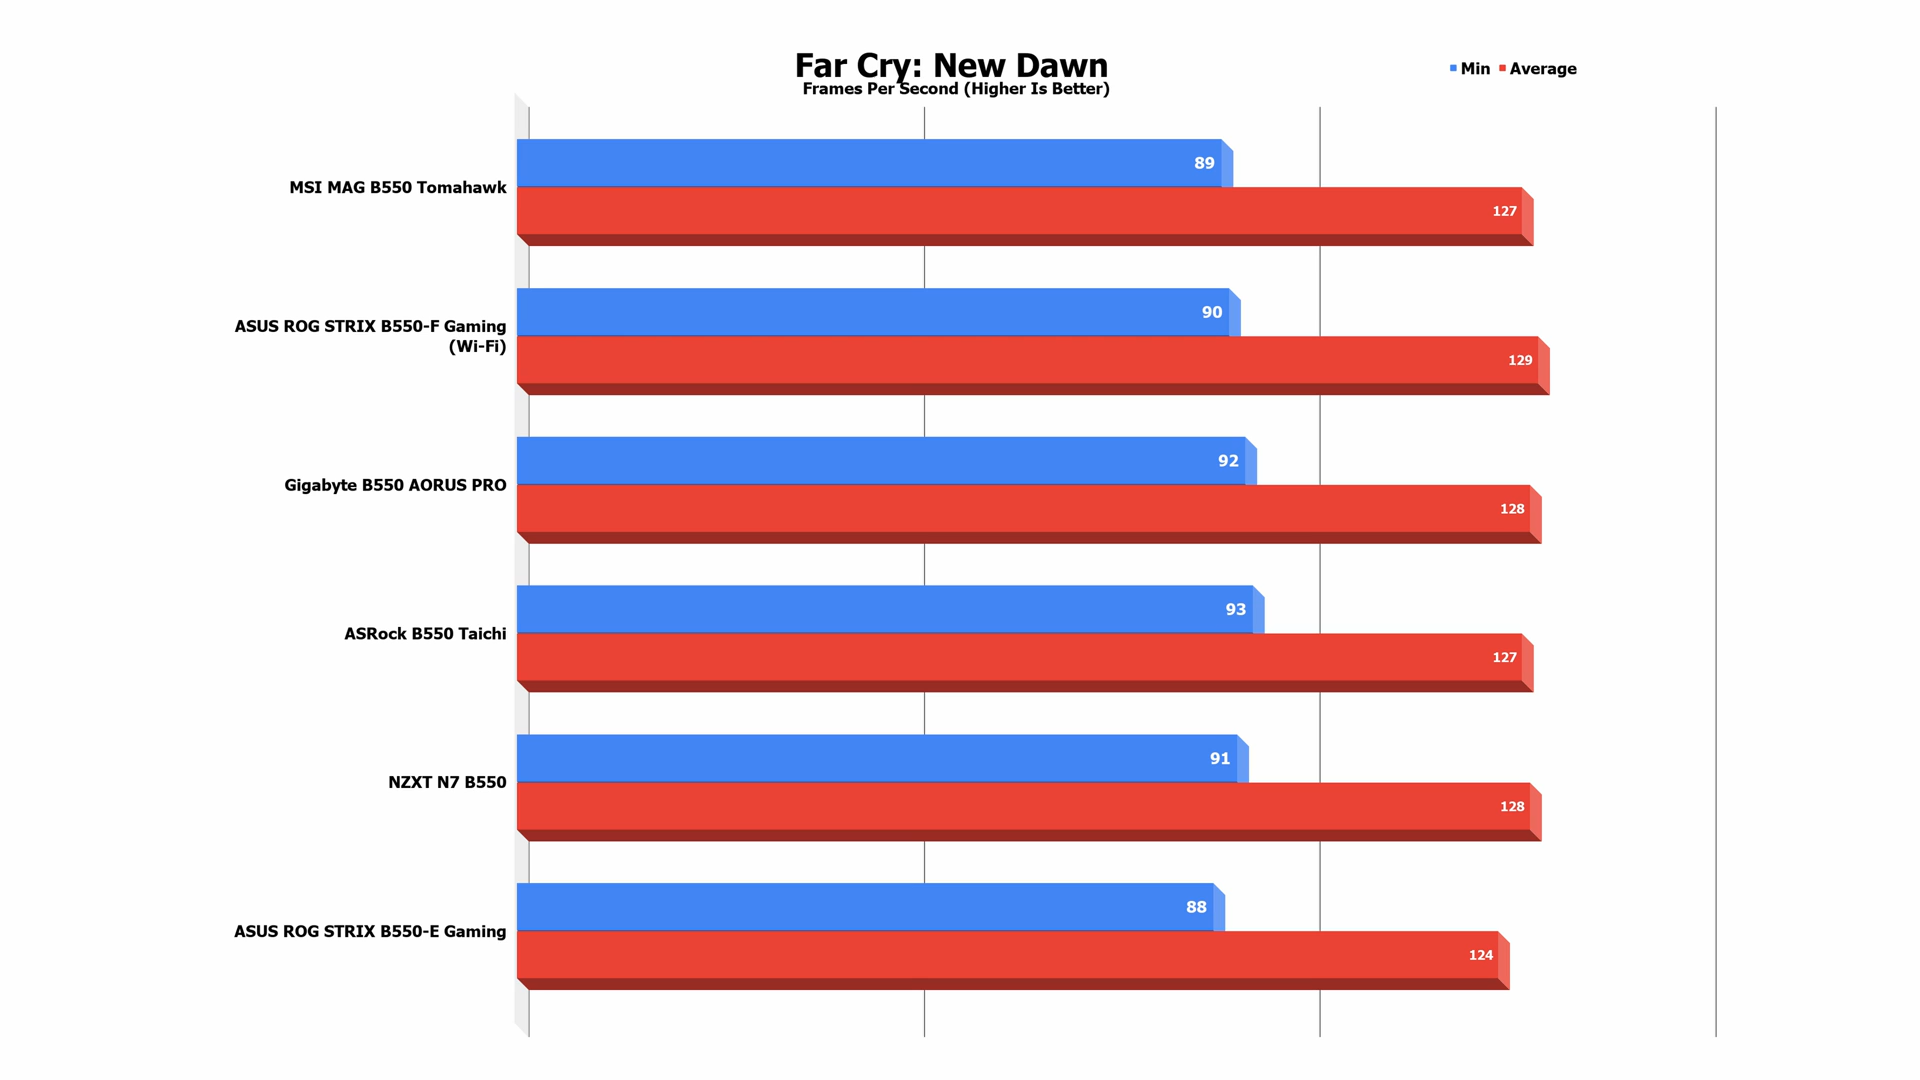 Far Cry: New Dawn
Frames Per Second (Higher Is Better)
Min Average
MSI MAG B550 Tomahawk
89
127
ASUS ROG STRIX B550-F Gaming
(Wi-Fi)
90
129
Gigabyte B550 AORUS PRO
92
128
ASRock B550 Taichi
93
127
NZXT N7 B550
91
128
ASUS ROG STRIX B550-E Gaming
88
124